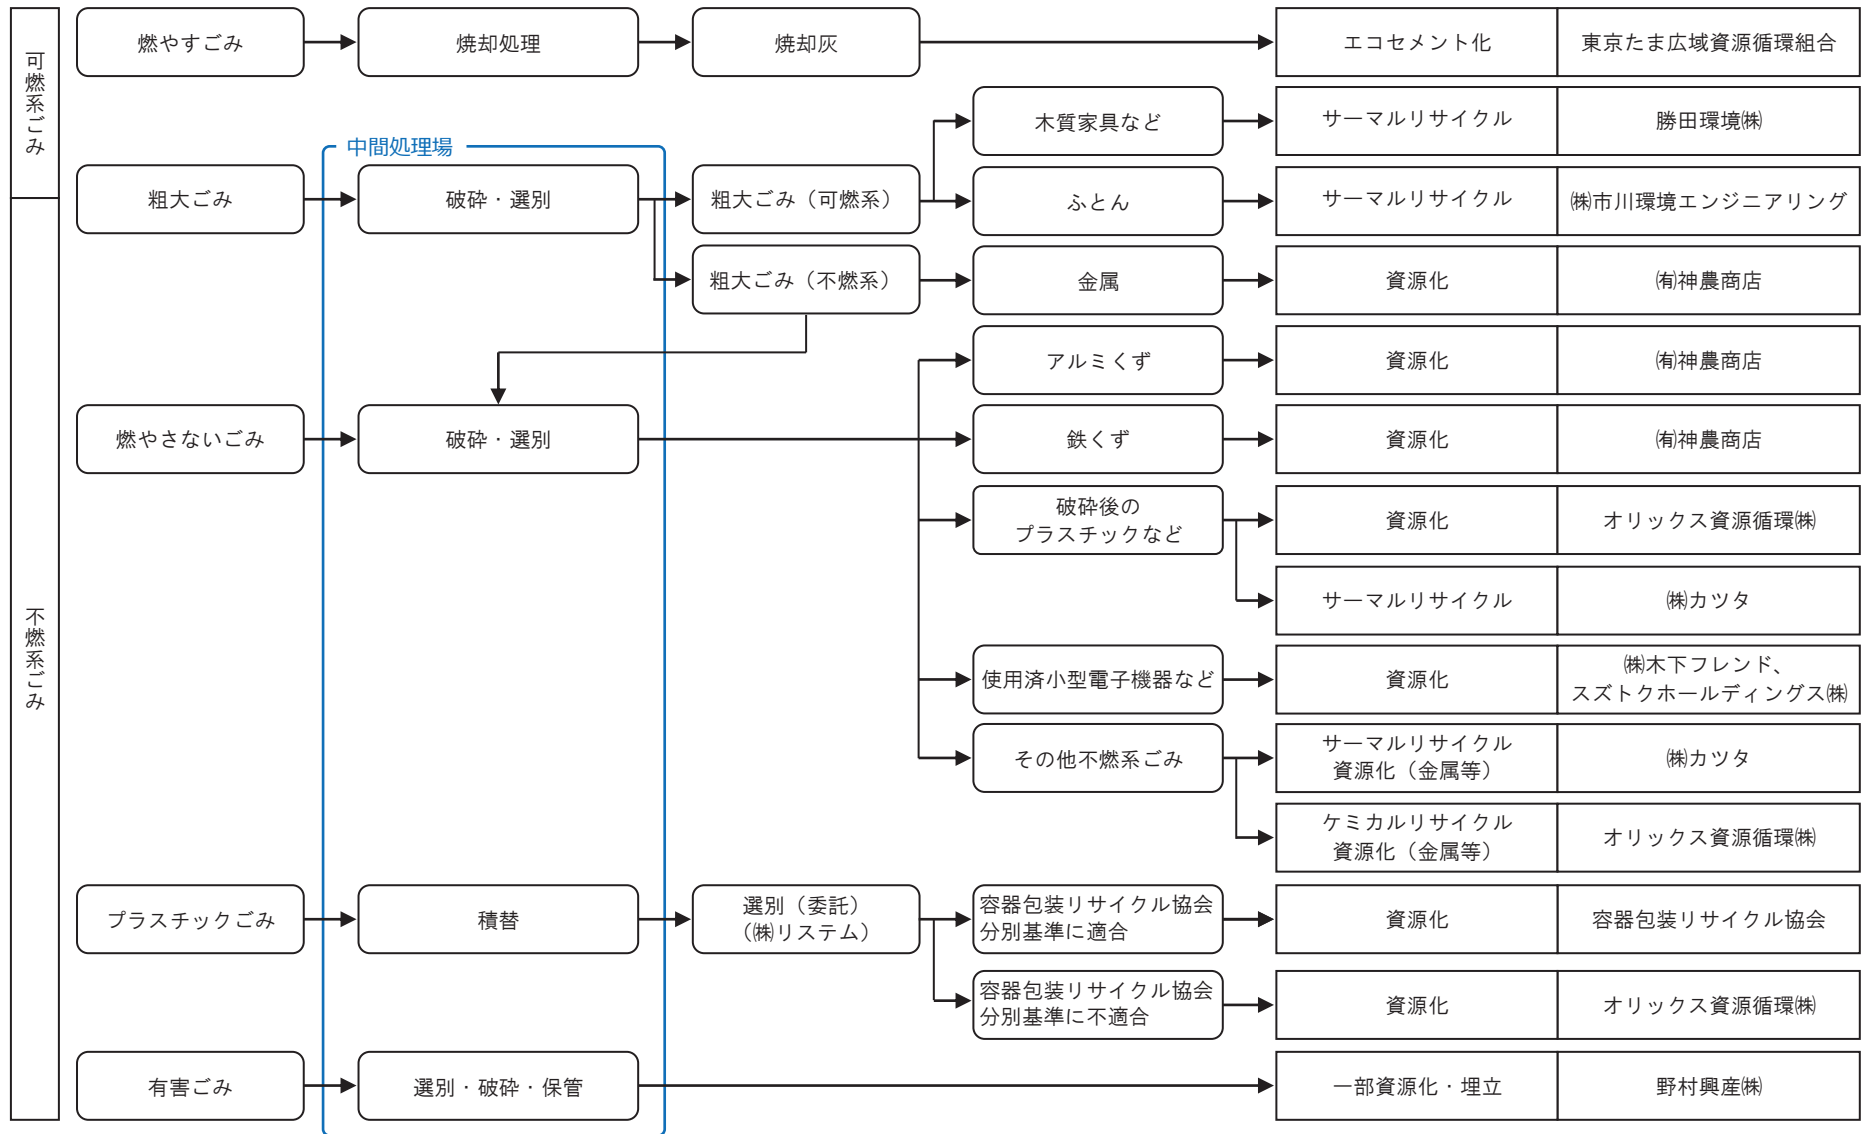 可燃系ごみ
燃やすごみ
焼却処理
焼却灰
エコセメント化
東京たま広域資源循環組合
木質家具など
サーマルリサイクル
勝田環境㈱
中間処理場
粗大ごみ
破砕・選別
粗大ごみ（可燃系）
ふとん
サーマルリサイクル
㈱市川環境エンジニアリング
不燃系ごみ
粗大ごみ（不燃系）
金属
資源化
㈲神農商店
アルミくず
資源化
㈲神農商店
燃やさないごみ
破砕・選別
鉄くず
資源化
㈲神農商店
破砕後の
プラスチックなど
資源化
オリックス資源循環㈱
サーマルリサイクル
㈱カツタ
使用済小型電子機器など
資源化
㈱木下フレンド、
スズトクホールディングス㈱
その他不燃系ごみ
サーマルリサイクル
資源化（金属等）
㈱カツタ
ケミカルリサイクル
資源化（金属等）
オリックス資源循環㈱
プラスチックごみ
積替
選別（委託）
（㈱リステム）
容器包装リサイクル協会
分別基準に適合
資源化
容器包装リサイクル協会
容器包装リサイクル協会
分別基準に不適合
資源化
オリックス資源循環㈱
有害ごみ
選別・破砕・保管
一部資源化・埋立
野村興産㈱